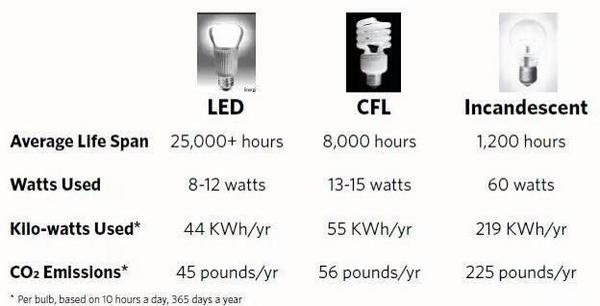 LED CFL Incandescent
Average Life Span 25,000+ hours 8,000 hours 1,200 hours
Watts Used 8-12 watts 13-15 watts 60 watts
Kilo-watts Used* 44 KWh/yr 55 KWh/yr 219 KWh/yr
CO₂ Emissions* 45 pounds/yr 56 pounds/yr 225 pounds/yr
* Per bulb, based on 10 hours a day, 365 days a year